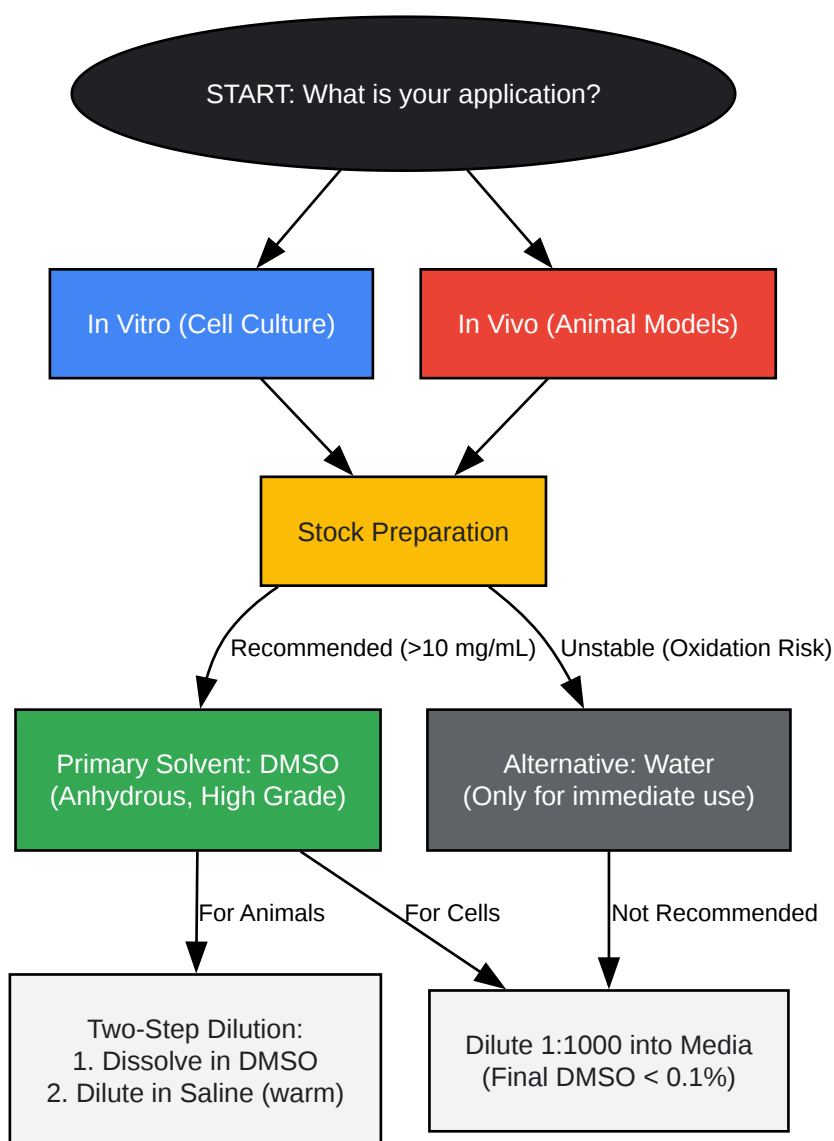 START: What is your application?
In Vitro (Cell Culture)
In Vivo (Animal Models)
Stock Preparation
Recommended (>10 mg/mL)
Unstable (Oxidation Risk)
Primary Solvent: DMSO
(Anhydrous, High Grade)
Alternative: Water
(Only for immediate use)
For Animals
For Cells
Not Recommended
Two-Step Dilution:
1. Dissolve in DMSO
2. Dilute in Saline (warm)
Dilute 1:1000 into Media
(Final DMSO < 0.1%)